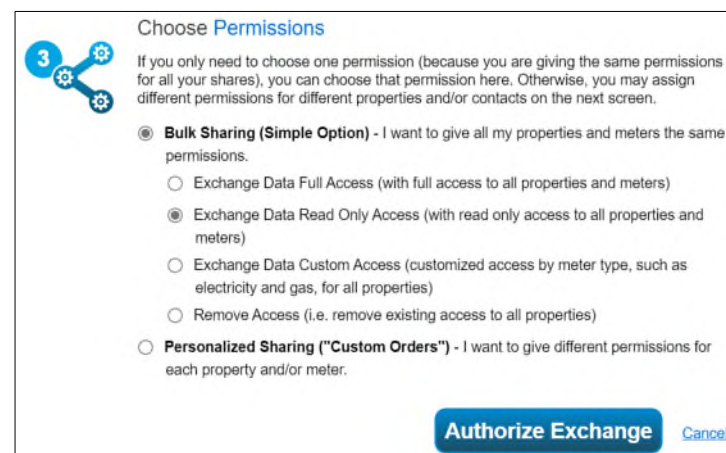 Choose Permissions
3
If you only need to choose one permission (because you are giving the same permissions
for all your shares), you can choose that permission here. Otherwise, you may assign
different permissions for different properties and/or contacts on the next screen.
Bulk Sharing (Simple Option) - I want to give all my properties and meters the same
permissions.
Exchange Data Full Access (with full access to all properties and meters)
Exchange Data Read Only Access (with read only access to all properties and
meters)
Exchange Data Custom Access (customized access by meter type, such as
electricity and gas, for all properties)
Remove Access (i.e. remove existing access to all properties)
Personalized Sharing ("Custom Orders") - I want to give different permissions for
each property and/or meter.
Authorize Exchange Cancel